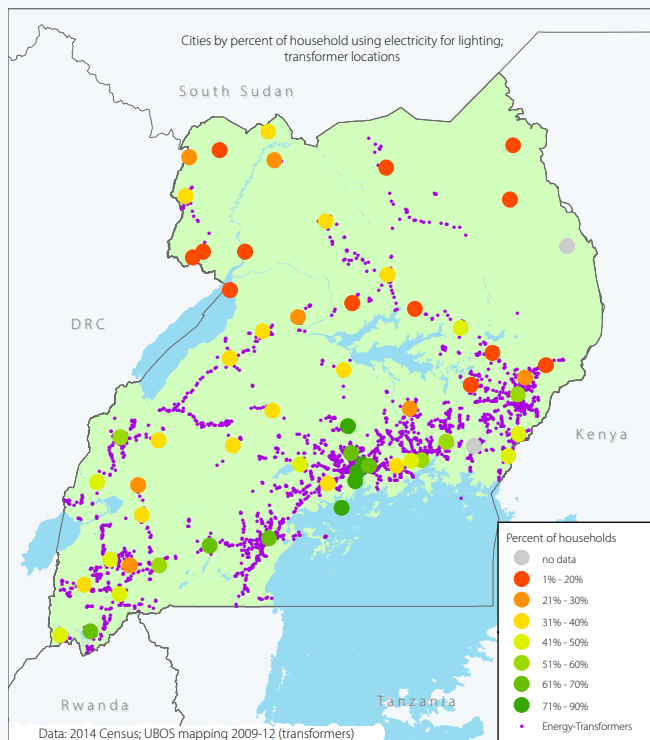 Cities by percent of household using electricity for lighting;
transformer locations
South Sudan
DRC
Kenya
Percent of households
no data
1% - 20%
21% - 30%
31% - 40%
41% - 50%
51% - 60%
61% - 70%
71% - 90%
Energy-Transformers
Rwanda
Tanzania
Data: 2014 Census; UBOS mapping 2009-12 (transformers)